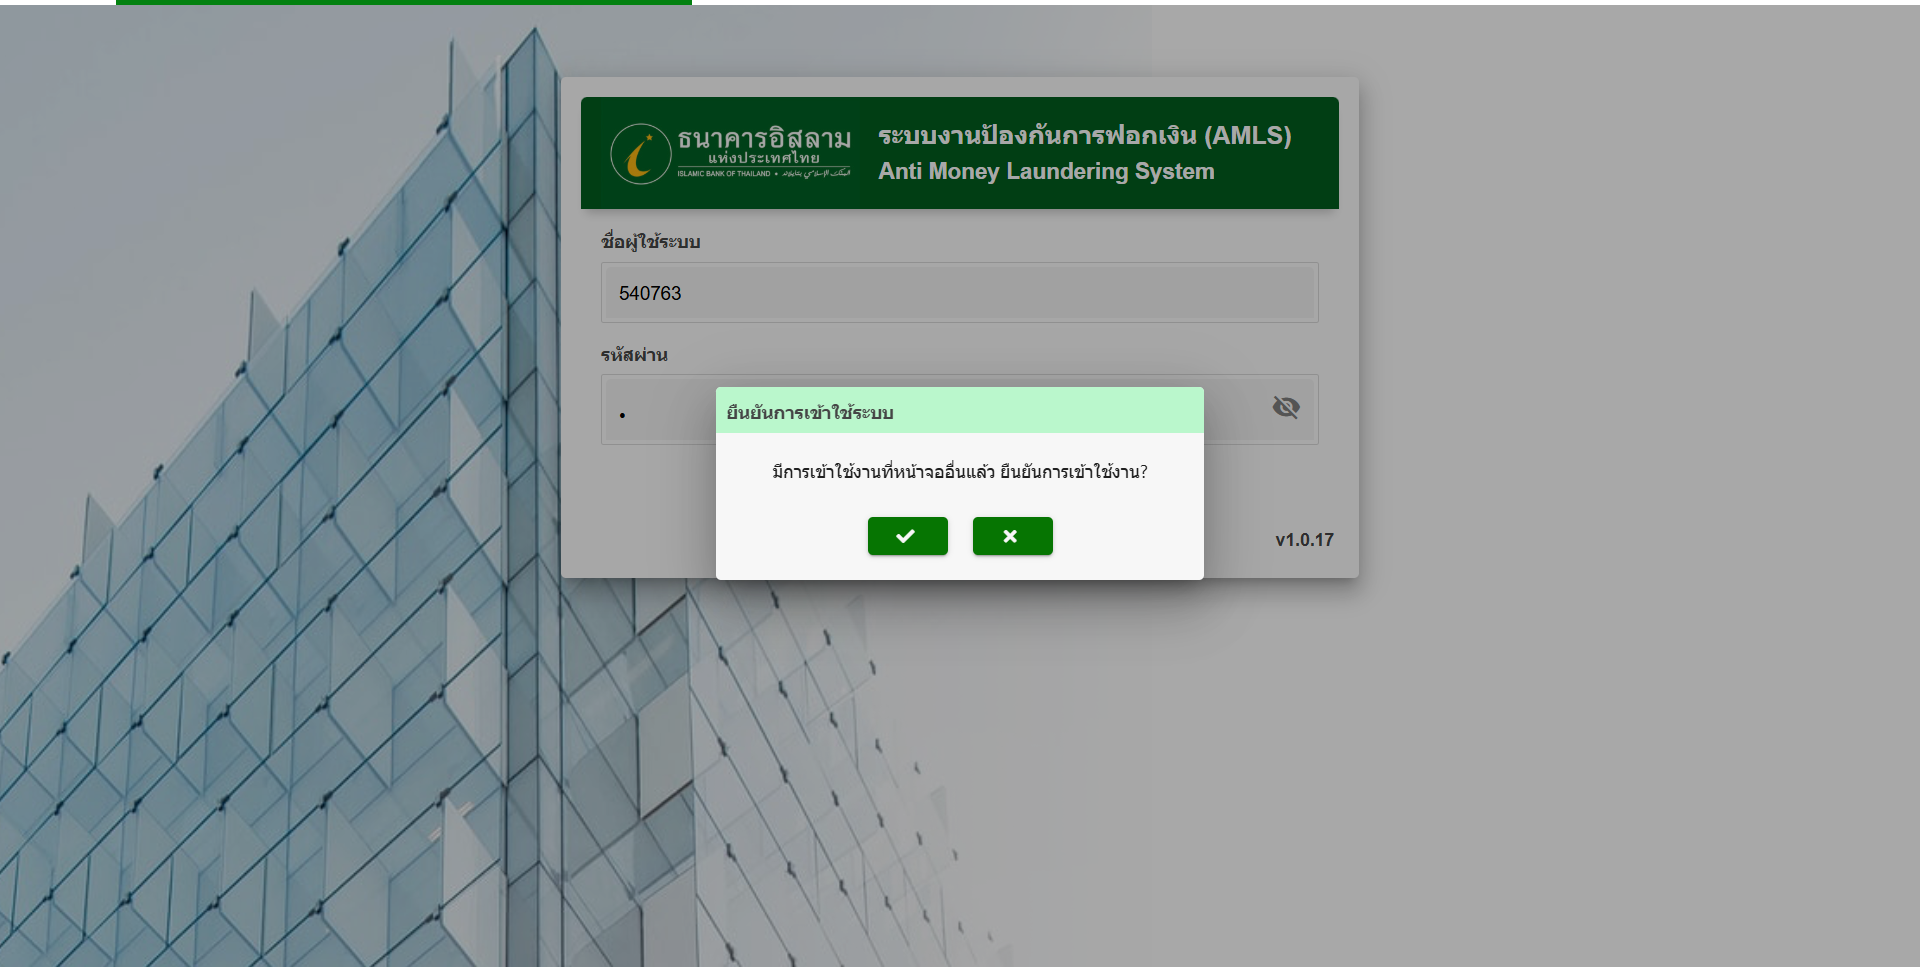 ธนาคารอิสลาม
แห่งประเทศไทย
ISLAMIC BANK OF THAILAND •
ระบบงานป้องกันการฟอกเงิน (AMLS)
Anti Money Laundering System
ชื่อผู้ใช้ระบบ
540763
รหัสผ่าน
•
ยืนยันการเข้าใช้ระบบ
มีการเข้าใช้งานที่หน้าจออื่นแล้ว ยืนยันการเข้าใช้งาน?
v1.0.17